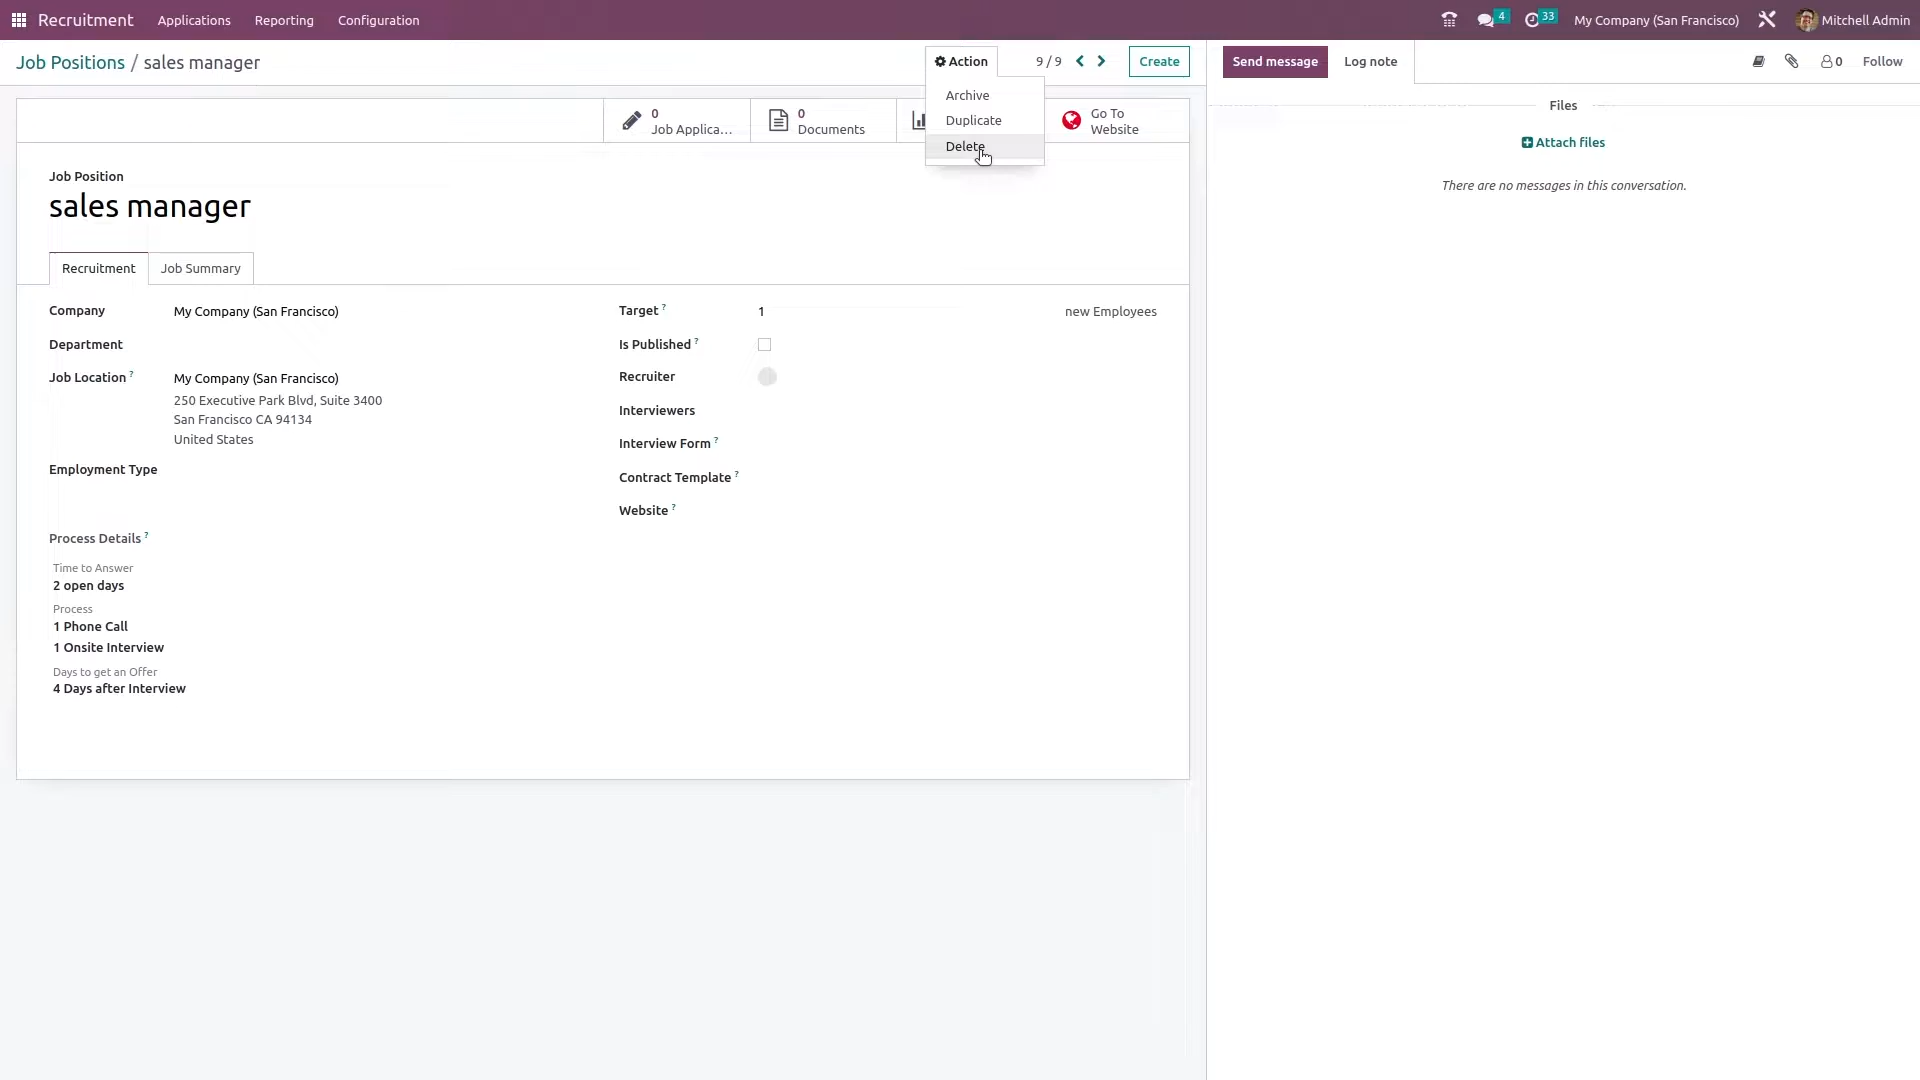 Recruitment Applications Reporting Configuration 4 33 My Company (San Francisco) Mitchell Admin
Job Positions / sales manager Action 9 / 9 Create Send message Log note 0 Follow
Archive
Duplicate
Delete
0
Job Applica...
0
Documents
Go To
Website
Files
Attach files
There are no messages in this conversation.
Job Position
sales manager
Recruitment Job Summary
Company My Company (San Francisco)
Department
Job Location ? My Company (San Francisco)
250 Executive Park Blvd, Suite 3400
San Francisco CA 94134
United States
Employment Type
Target ? 1 new Employees
Is Published ?
Recruiter
Interviewers
Interview Form ?
Contract Template ?
Website ?
Process Details ?
Time to Answer
2 open days
Process
1 Phone Call
1 Onsite Interview
Days to get an Offer
4 Days after Interview